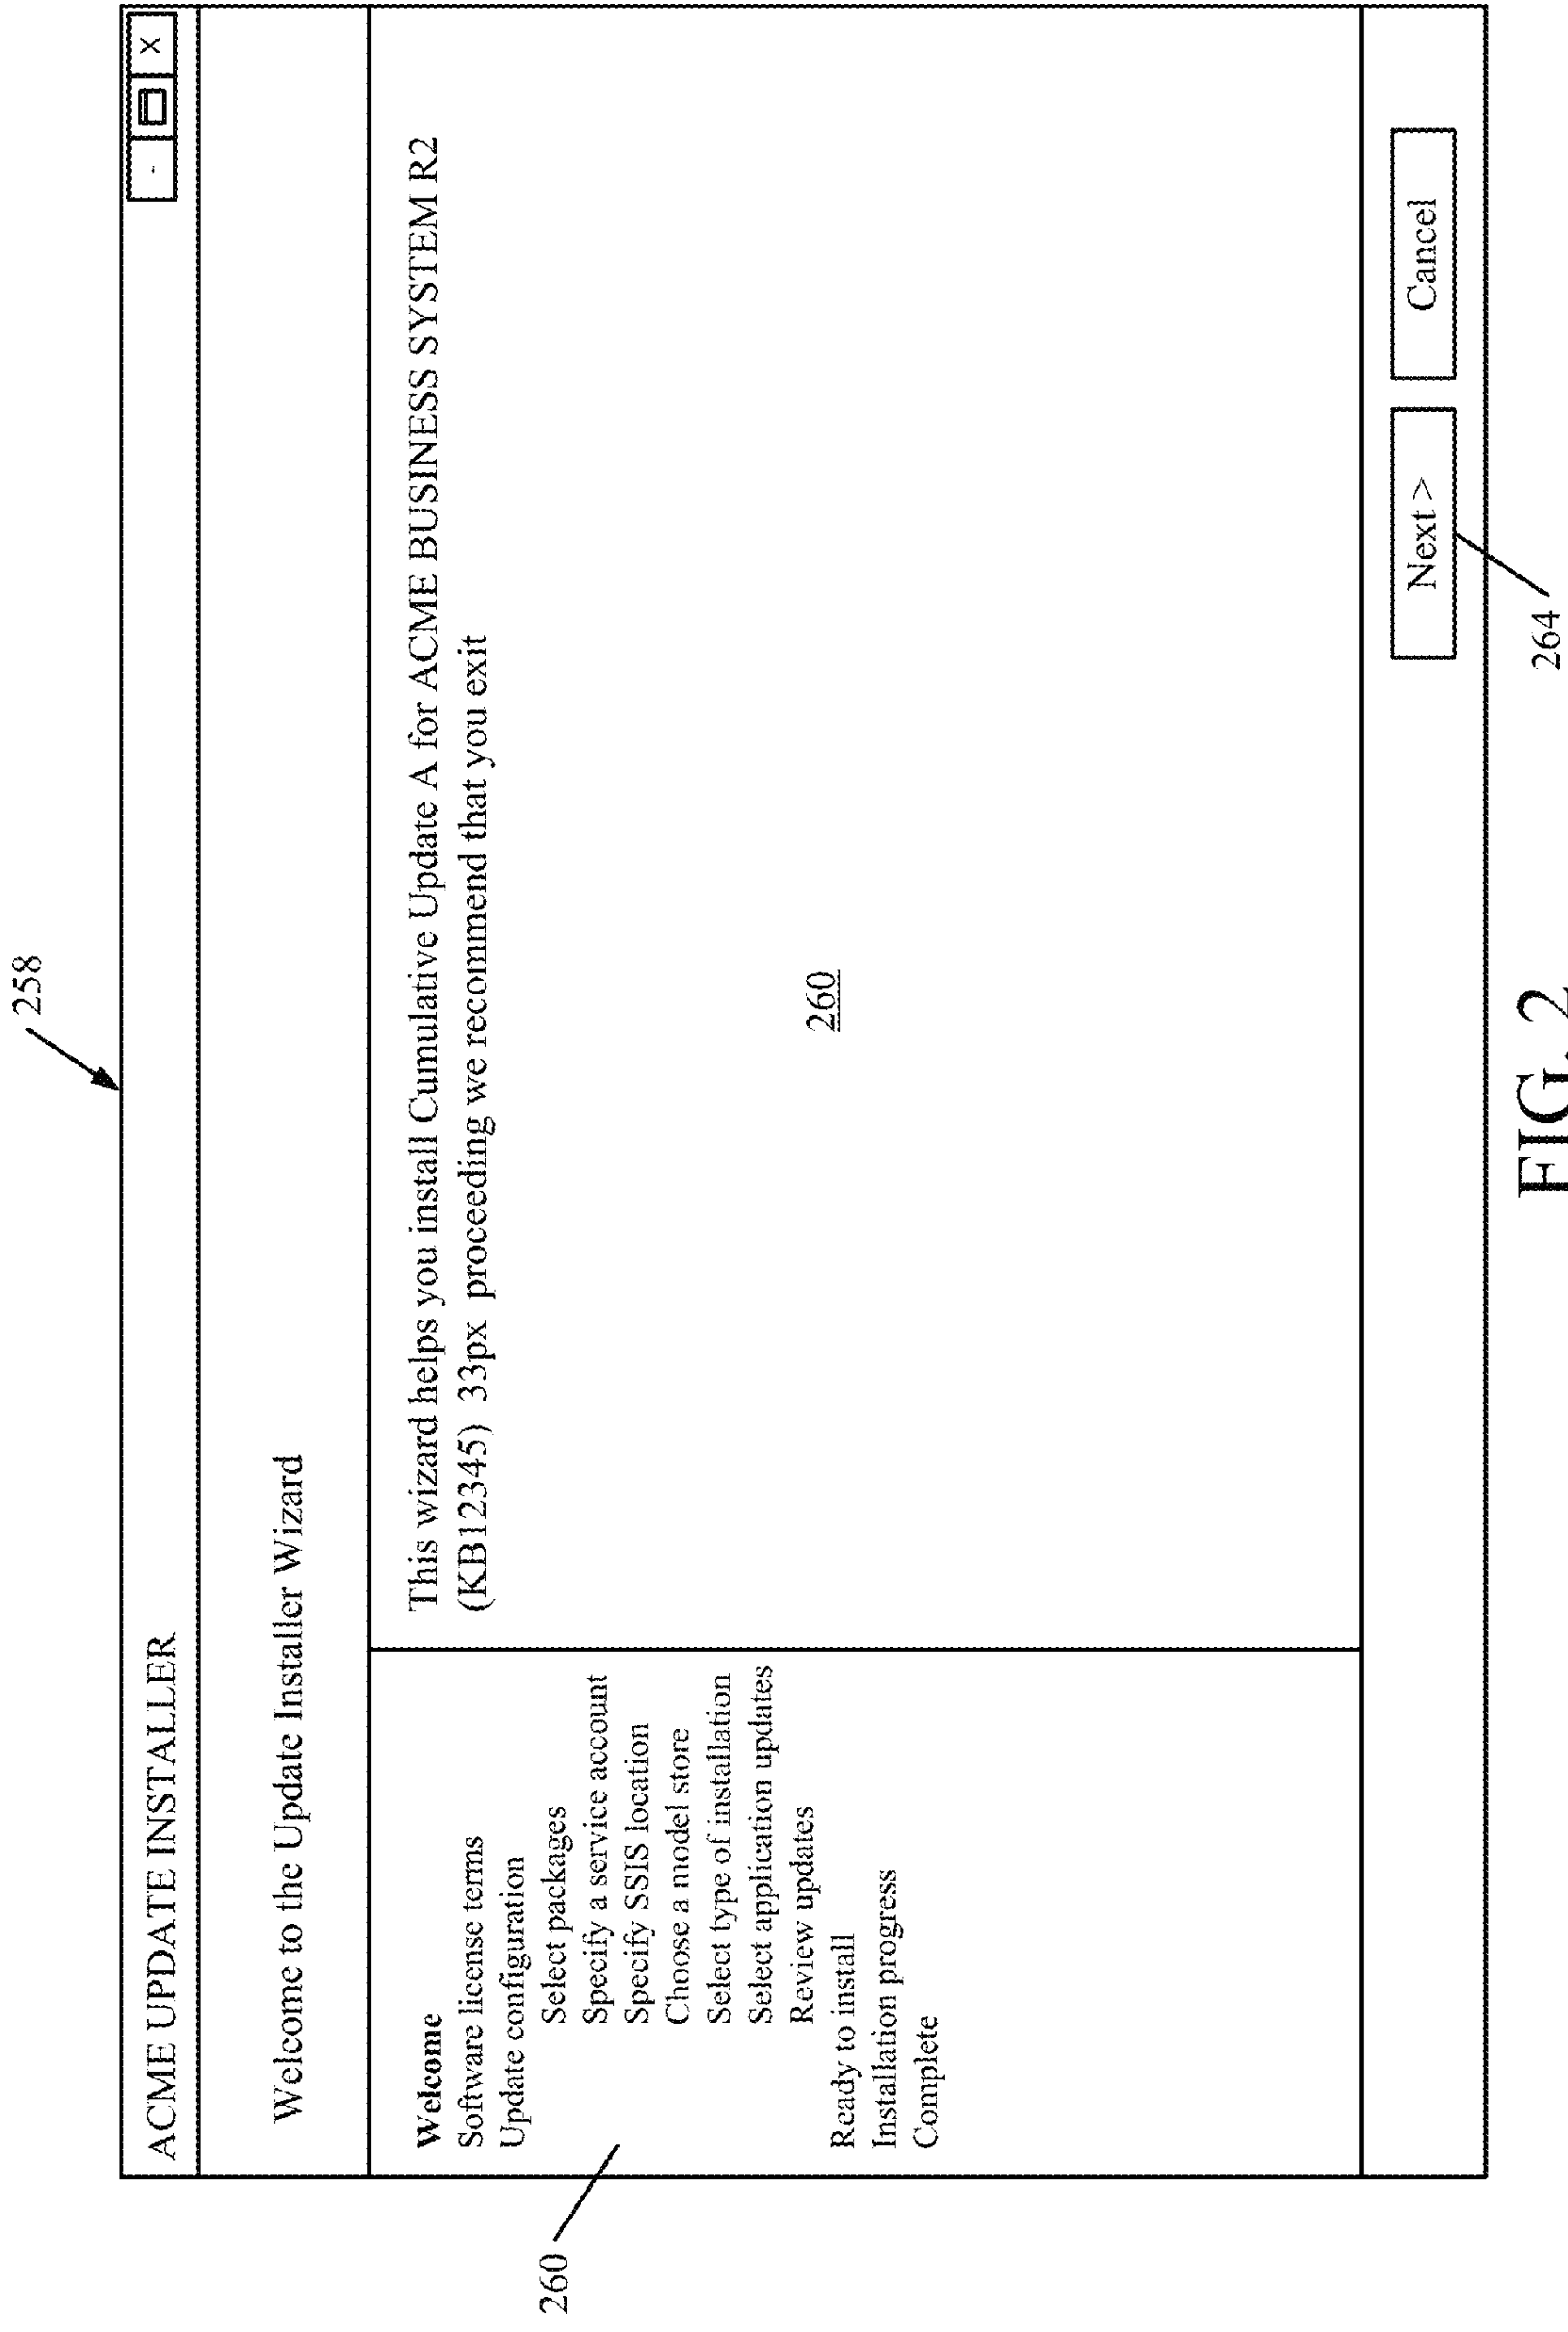 258
ACME UPDATE INSTALLER
- X
Welcome to the Update Installer Wizard
Welcome
Software license terms
Update configuration
Select packages
Specify a service account
Specify SSIS location
Choose a model store
Select type of installation
Select application updates
Review updates
Ready to install
Installation progress
Complete
260
This wizard helps you install Cumulative Update A for ACME BUSINESS SYSTEM R2
(KB12345) 33px proceeding we recommend that you exit
260
Next >
Cancel
264
FIG. 2